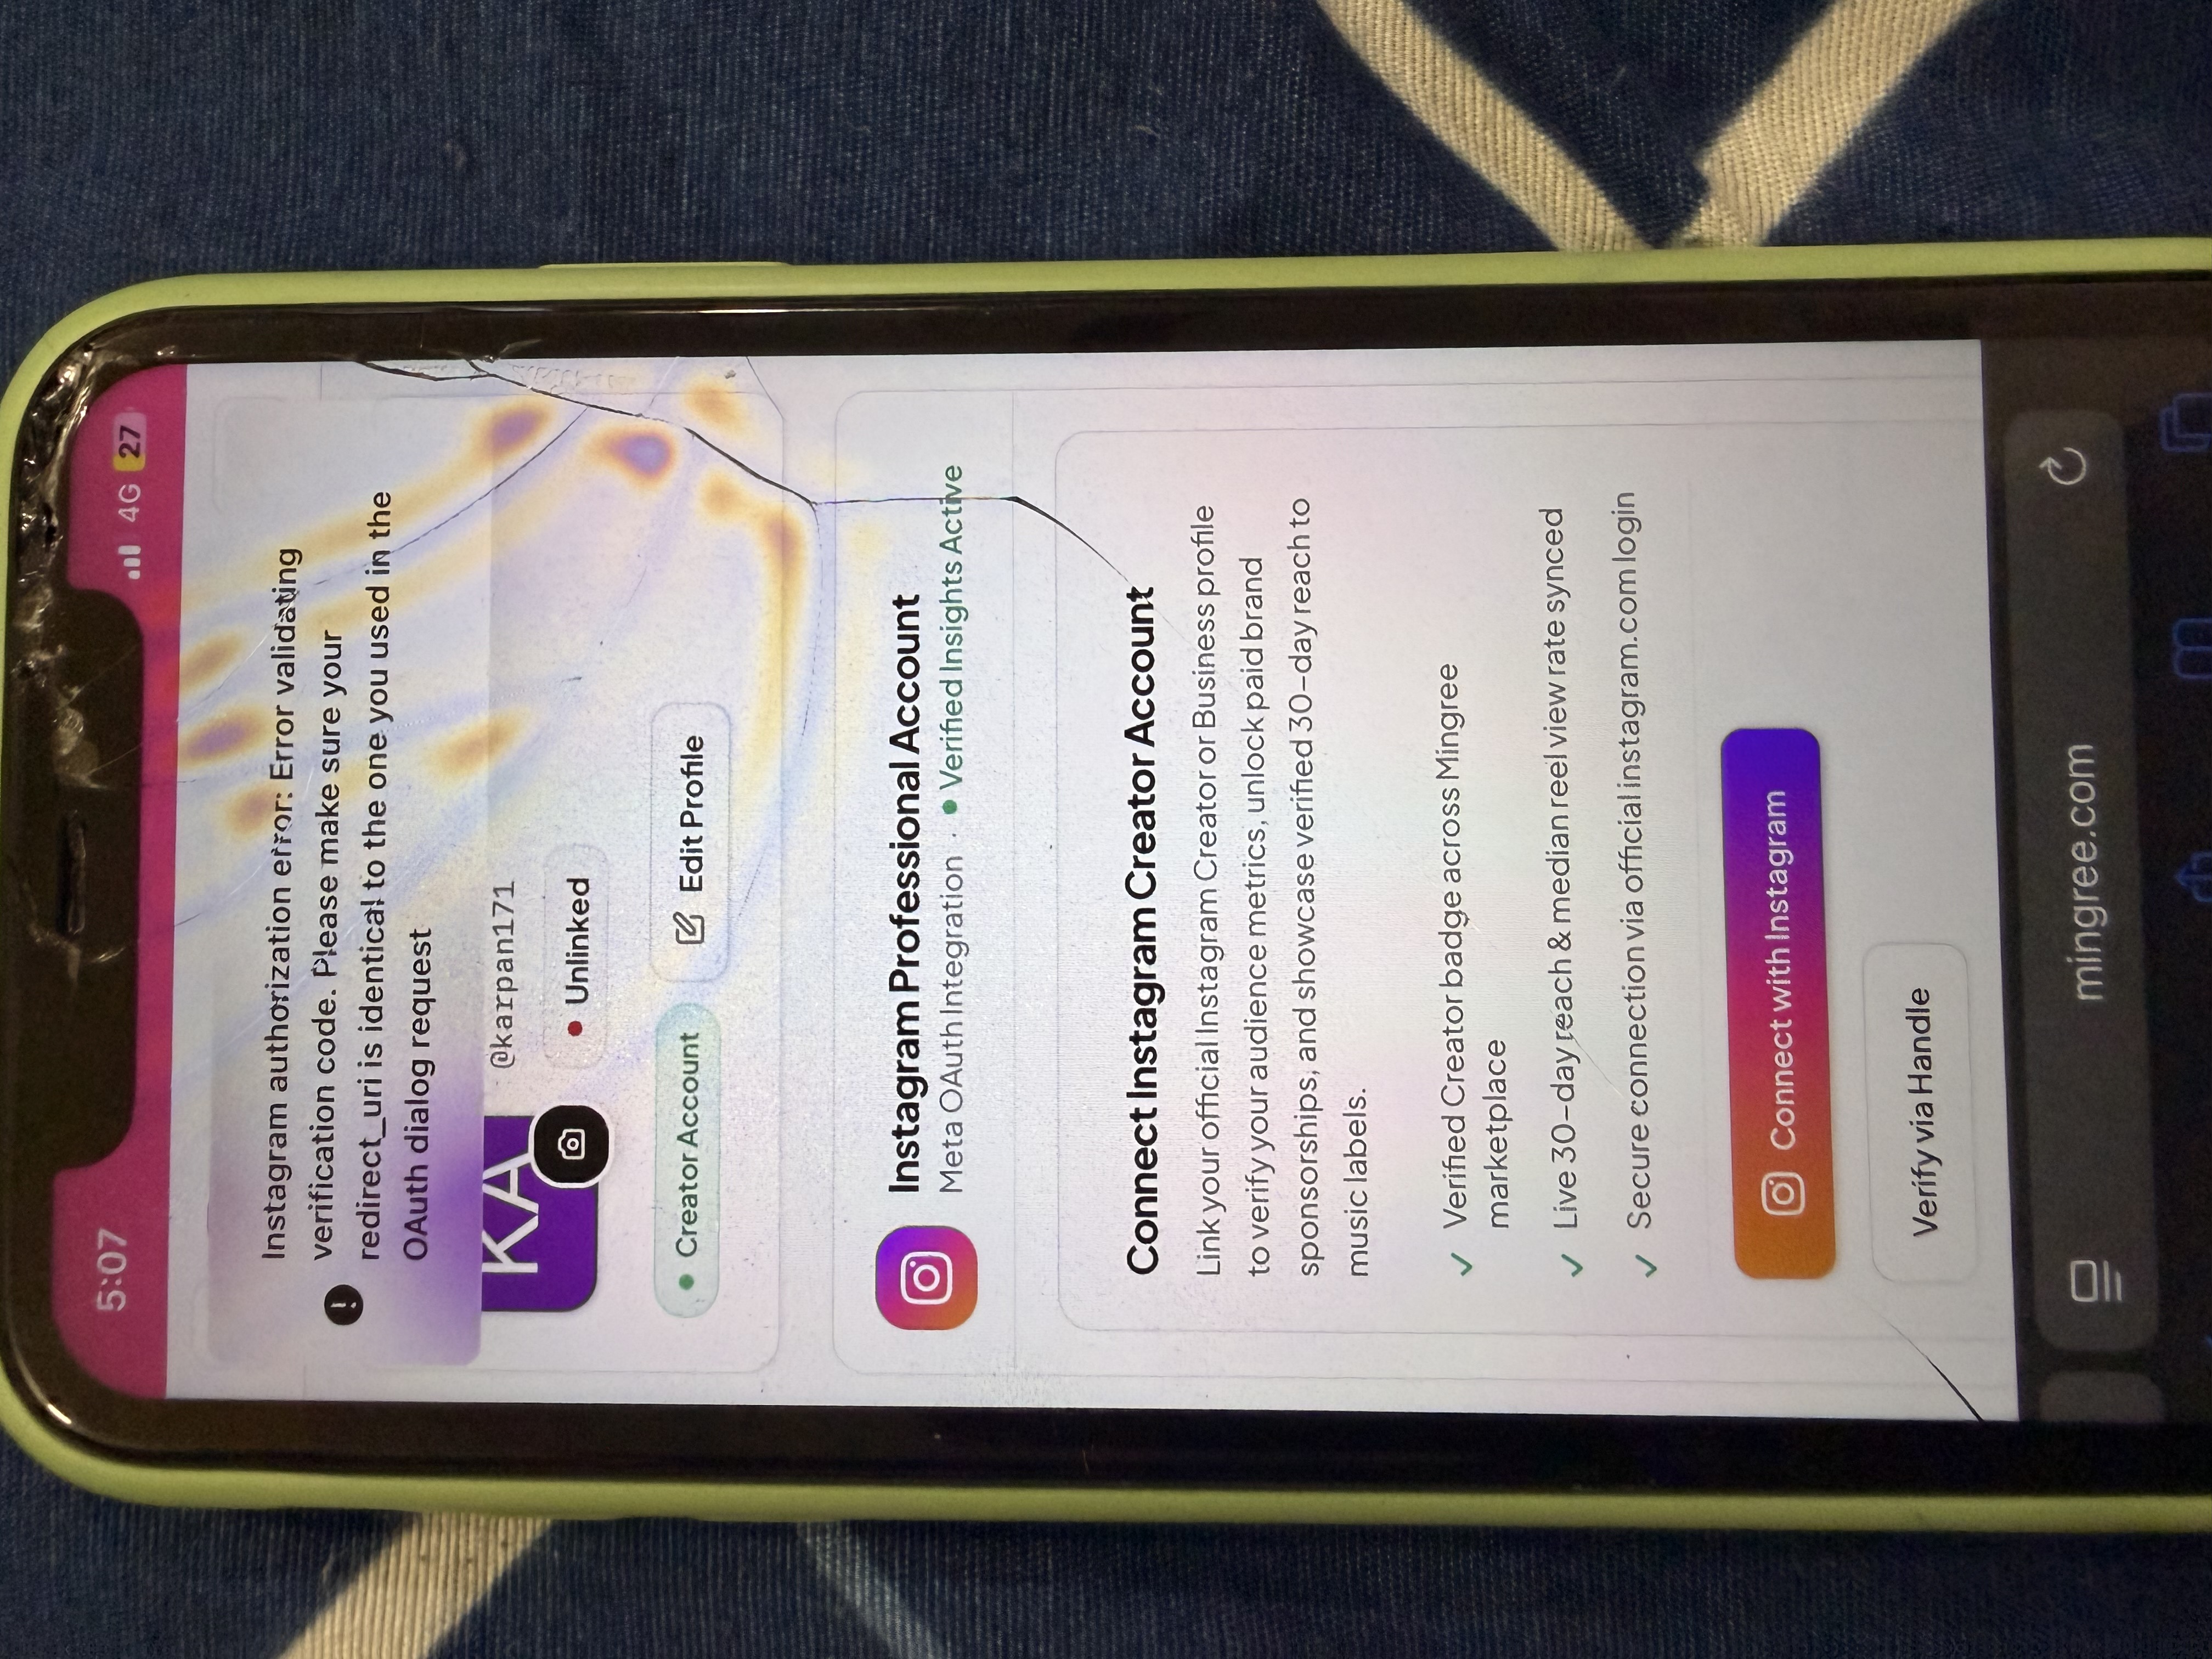 5:07
4G 27
Instagram authorization error: Error validating
verification code. Please make sure your
redirect_uri is identical to the one you used in the
OAuth dialog request
KA
@karpan171
Unlinked
Creator Account
Edit Profile
Instagram Professional Account
Meta OAuth Integration · Verified Insights Active
Connect Instagram Creator Account
Link your official Instagram Creator or Business profile
to verify your audience metrics, unlock paid brand
sponsorships, and showcase verified 30-day reach to
music labels.
Verified Creator badge across Mingree
marketplace
Live 30-day reach & median reel view rate synced
Secure connection via official instagram.com login
Connect with Instagram
Verify via Handle
mingree.com